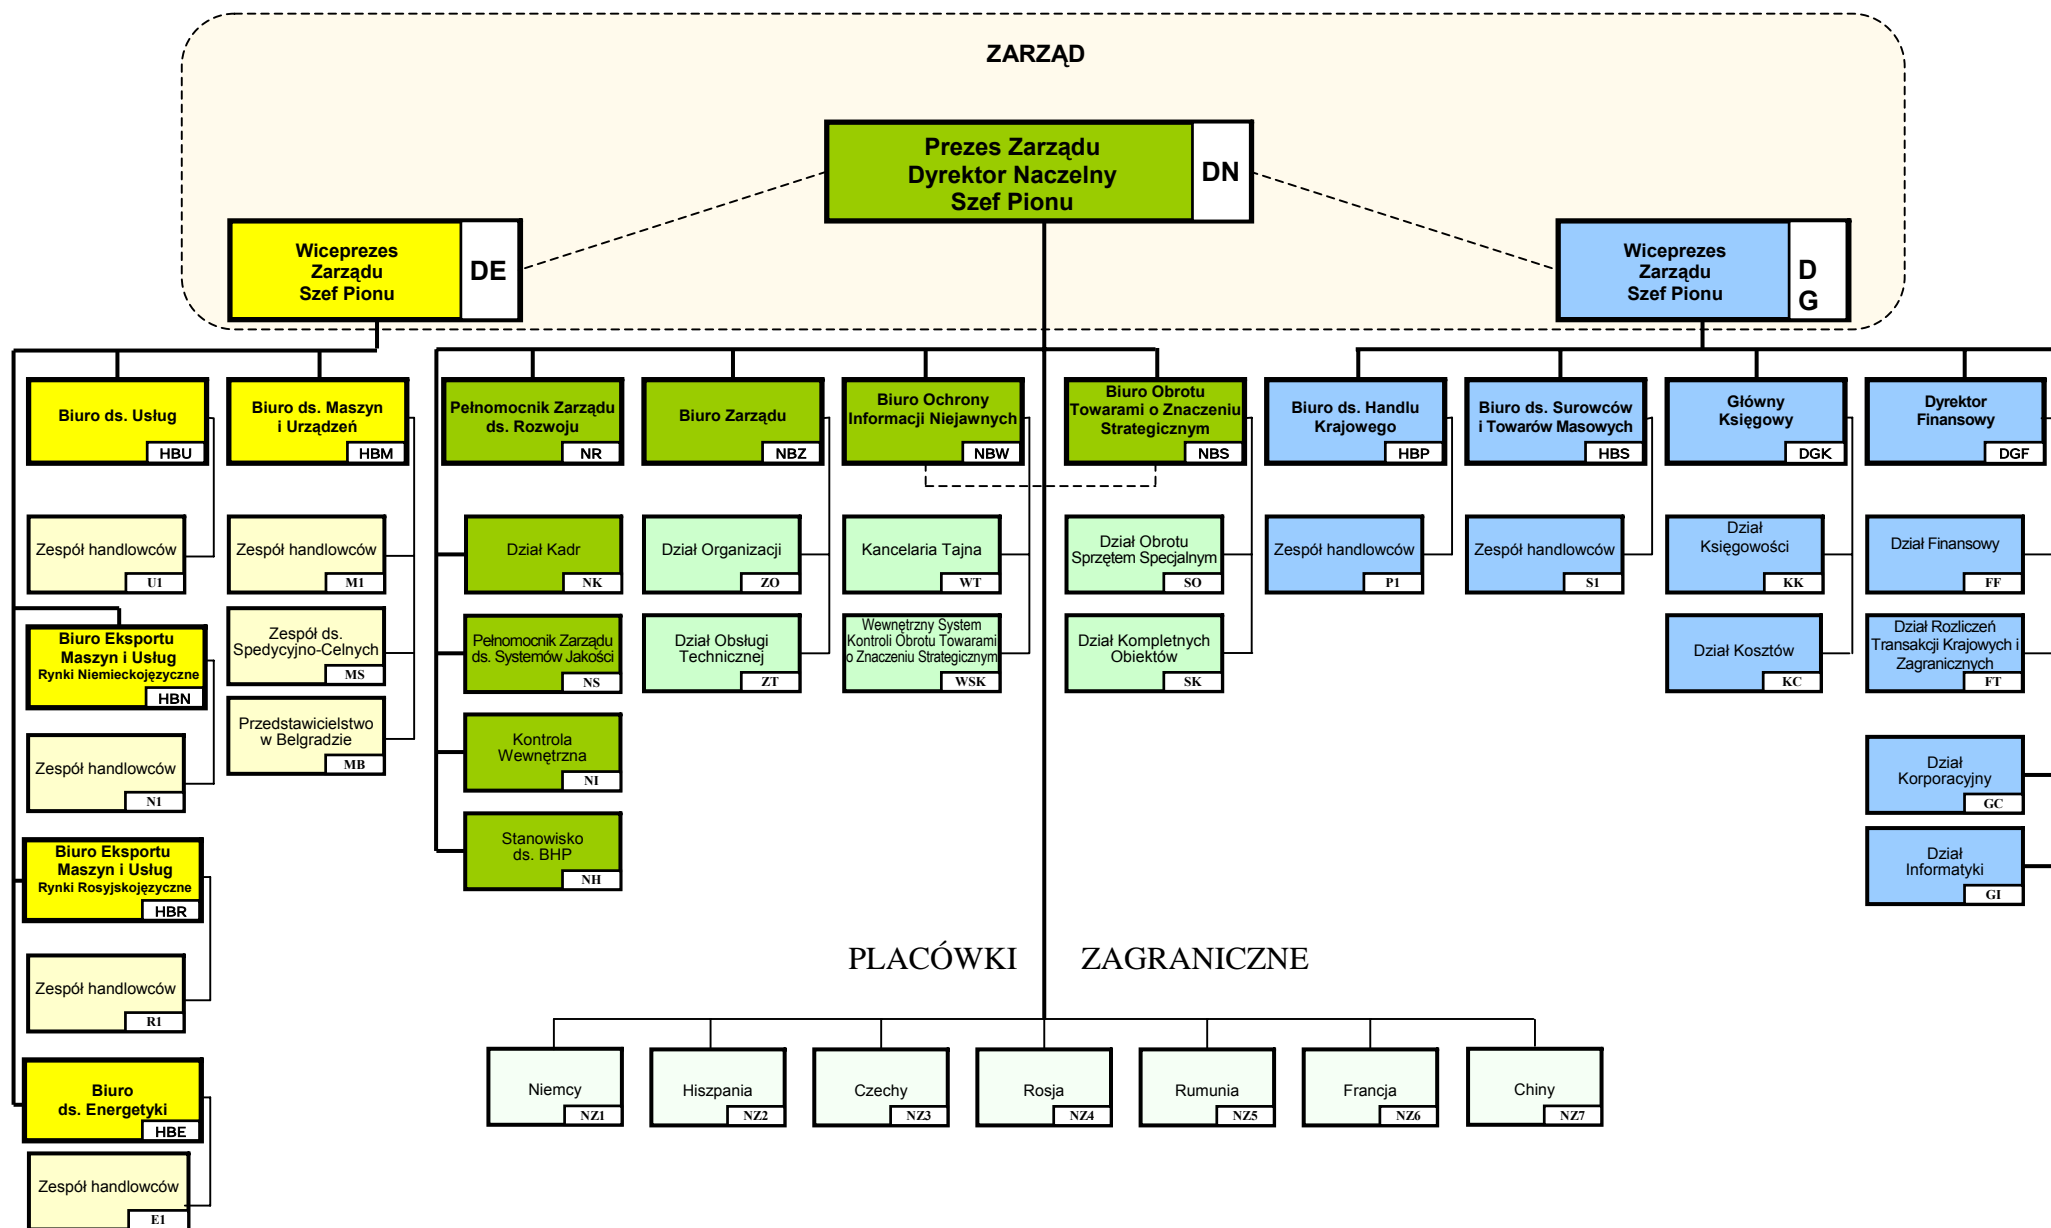 ZARZĄD
Prezes Zarządu
Dyrektor Naczelny
Szef Pionu
DN
Wiceprezes
Zarządu
Szef Pionu
DE
Wiceprezes
Zarządu
Szef Pionu
D
G
Biuro ds. Usług
HBU
Biuro ds. Maszyn
i Urządzeń
HBM
Pełnomocnik Zarządu
ds. Rozwoju
NR
Biuro Zarządu
NBZ
Biuro Ochrony
Informacji Niejawnych
NBW
Biuro Obrotu
Towarami o Znaczeniu
Strategicznym
NBS
Biuro ds. Handlu
Krajowego
HBP
Biuro ds. Surowców
i Towarów Masowych
HBS
Główny
Księgowy
DGK
Dyrektor
Finansowy
DGF
Zespół handlowców
U1
Zespół handlowców
M1
Dział Kadr
NK
Dział Organizacji
ZO
Kancelaria Tajna
WT
Dział Obrotu
Sprzętem Specjalnym
SO
Zespół handlowców
P1
Zespół handlowców
S1
Dział
Księgowości
KK
Dział Finansowy
FF
Biuro Eksportu
Maszyn i Usług
Rynki Niemieckojęzyczne
HBN
Zespół ds.
Spedycyjno-Celnych
MS
Pełnomocnik Zarządu
ds. Systemów Jakości
NS
Dział Obsługi
Technicznej
ZT
Wewnętrzny System
Kontroli Obrotu Towarami
o Znaczeniu Strategicznym
WSK
Dział Kompletnych
Obiektów
SK
Dział Kosztów
KC
Dział Rozliczeń
Transakcji Krajowych i
Zagranicznych
FT
Zespół handlowców
N1
Przedstawicielstwo
w Belgradzie
MB
Kontrola
Wewnętrzna
NI
Dział
Korporacyjny
GC
Biuro Eksportu
Maszyn i Usług
Rynki Rosyjskojęzyczne
HBR
Stanowisko
ds. BHP
NH
Dział
Informatyki
GI
Zespół handlowców
R1
PLACÓWKI ZAGRANICZNE
Biuro
ds. Energetyki
HBE
Niemcy
NZ1
Hiszpania
NZ2
Czechy
NZ3
Rosja
NZ4
Rumunia
NZ5
Francja
NZ6
Chiny
NZ7
Zespół handlowców
E1